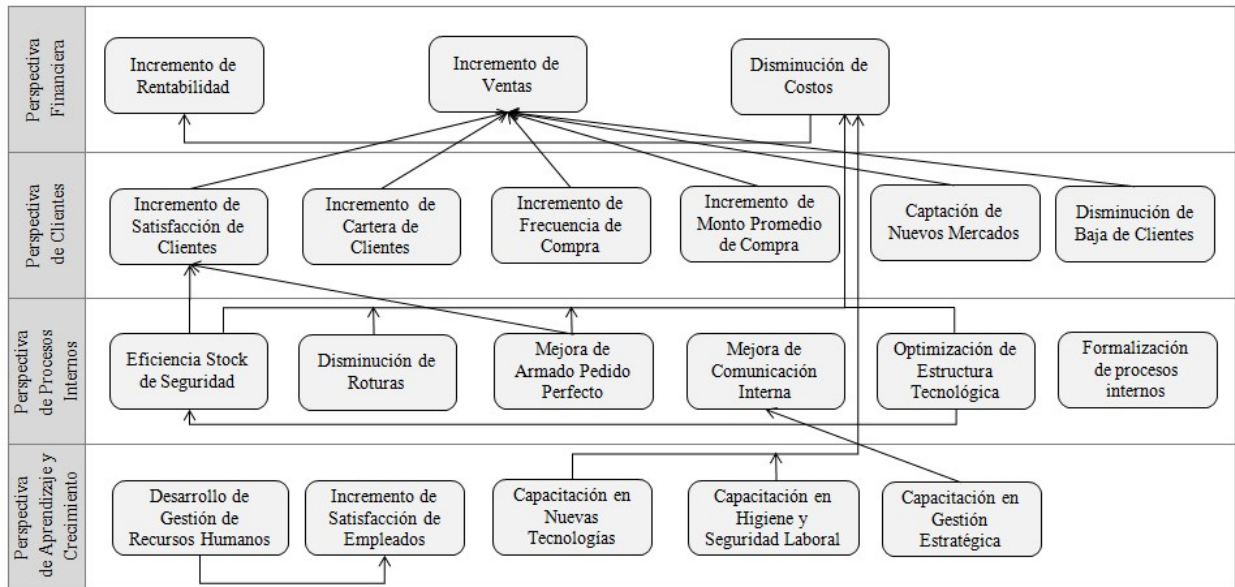 Perspectiva
Financiera
Incremento de
Rentabilidad
Incremento de
Ventas
Disminución de
Costos
Perspectiva
de Clientes
Incremento de
Satisfacción de
Clientes
Incremento de
Cartera de
Clientes
Incremento de
Frecuencia de
Compra
Incremento de
Monto Promedio
de Compra
Captación de
Nuevos Mercados
Disminución de
Baja de Clientes
Perspectiva
de Procesos
Internos
Eficiencia Stock
de Seguridad
Disminución de
Roturas
Mejora de
Armado Pedido
Perfecto
Mejora de
Comunicación
Interna
Optimización de
Estructura
Tecnológica
Formalización
de procesos
internos
Perspectiva
de Aprendizaje y
Crecimiento
Desarrollo de
Gestión de
Recursos Humanos
Incremento de
Satisfacción de
Empleados
Capacitación en
Nuevas
Tecnologías
Capacitación en
Higiene y
Seguridad Laboral
Capacitación en
Gestión
Estratégica